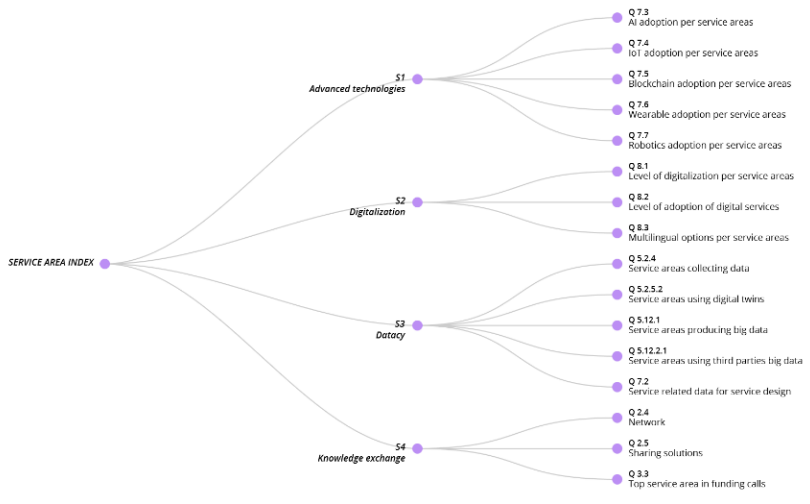 SERVICE AREA INDEX
S1
Advanced technologies
Q 7.3
AI adoption per service areas
Q 7.4
IoT adoption per service areas
Q 7.5
Blockchain adoption per service areas
Q 7.6
Wearable adoption per service areas
Q 7.7
Robotics adoption per service areas
S2
Digitalization
Q 8.1
Level of digitalization per service areas
Q 8.2
Level of adoption of digital services
Q 8.3
Multilingual options per service areas
S3
Datacy
Q 5.2.4
Service areas collecting data
Q 5.2.5.2
Service areas using digital twins
Q 5.12.1
Service areas producing big data
Q 5.12.2.1
Service areas using third parties big data
Q 7.2
Service related data for service design
S4
Knowledge exchange
Q 2.4
Network
Q 2.5
Sharing solutions
Q 3.3
Top service area in funding calls